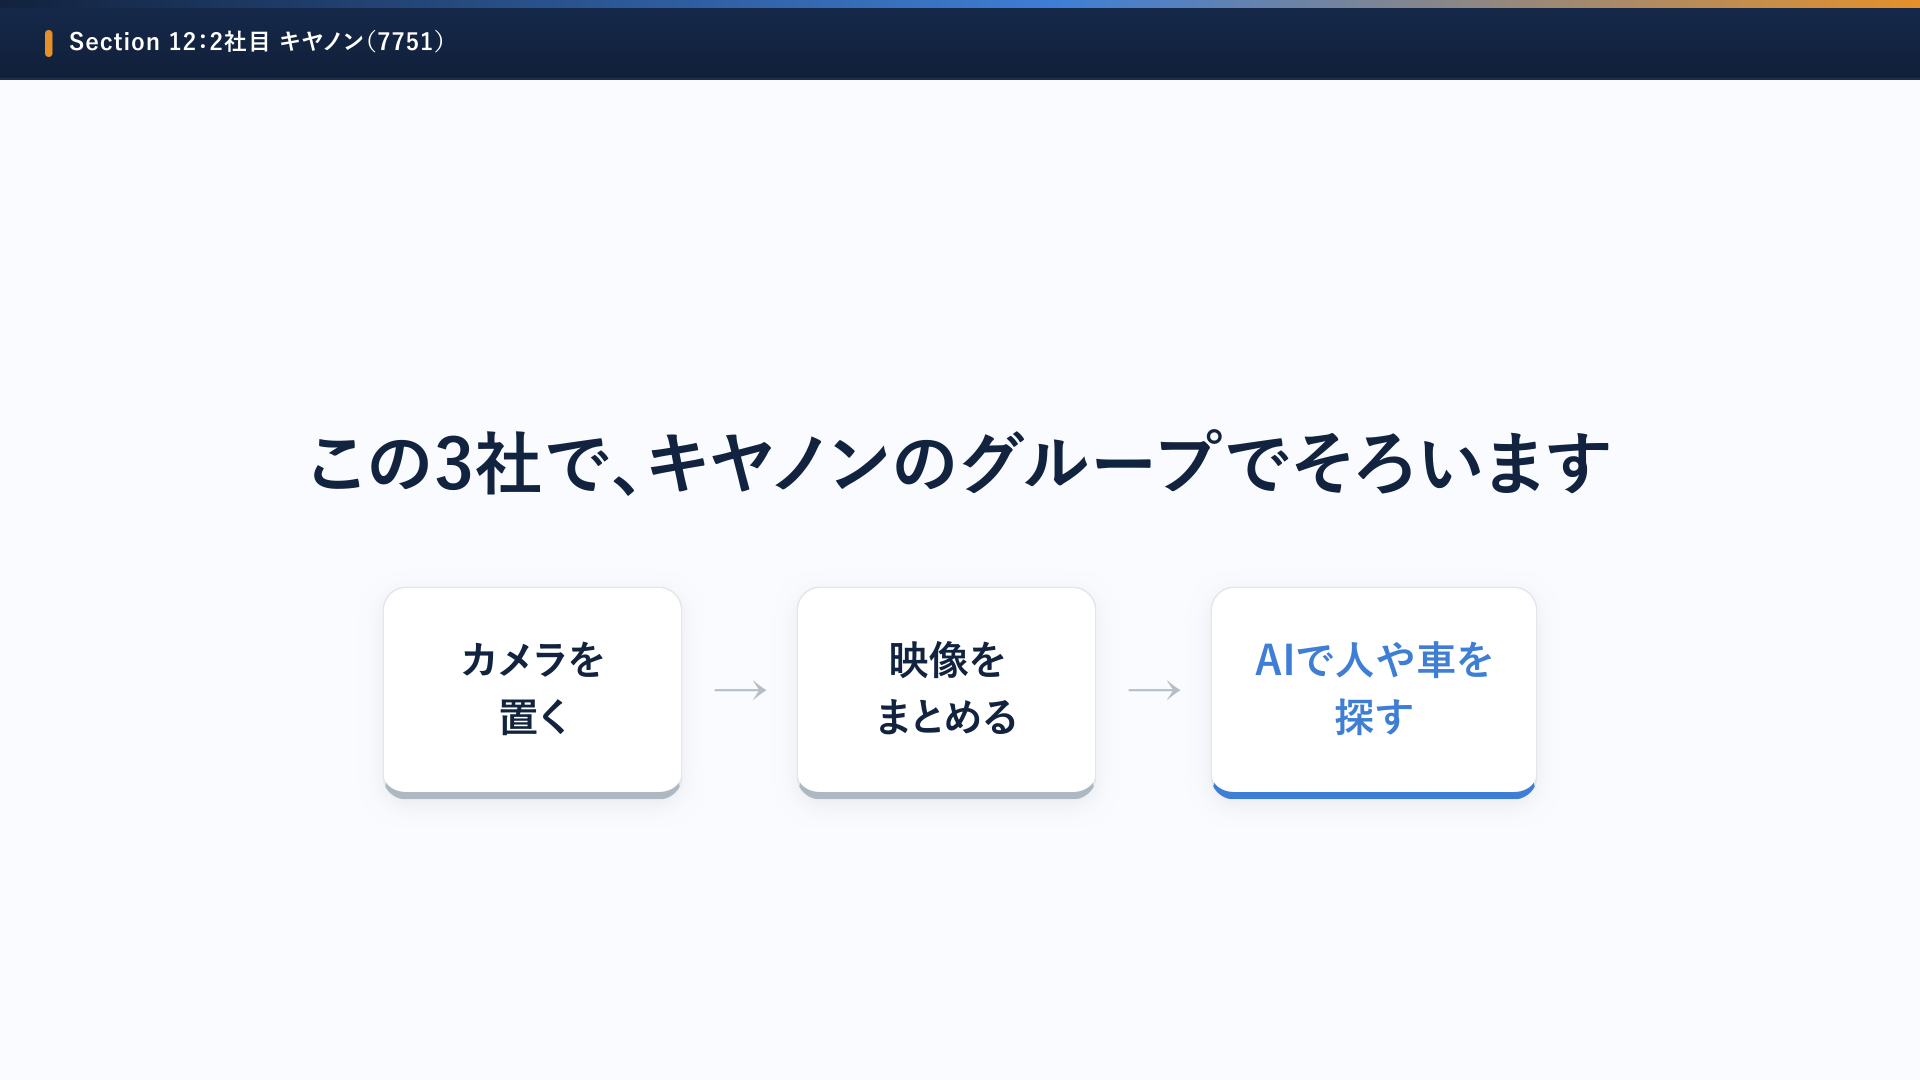 Section 12：2社目 キヤノン（7751）
この3社で、キヤノンのグループでそろいます
カメラを
置く
→
映像を
まとめる
→
AIで人や車を
探す